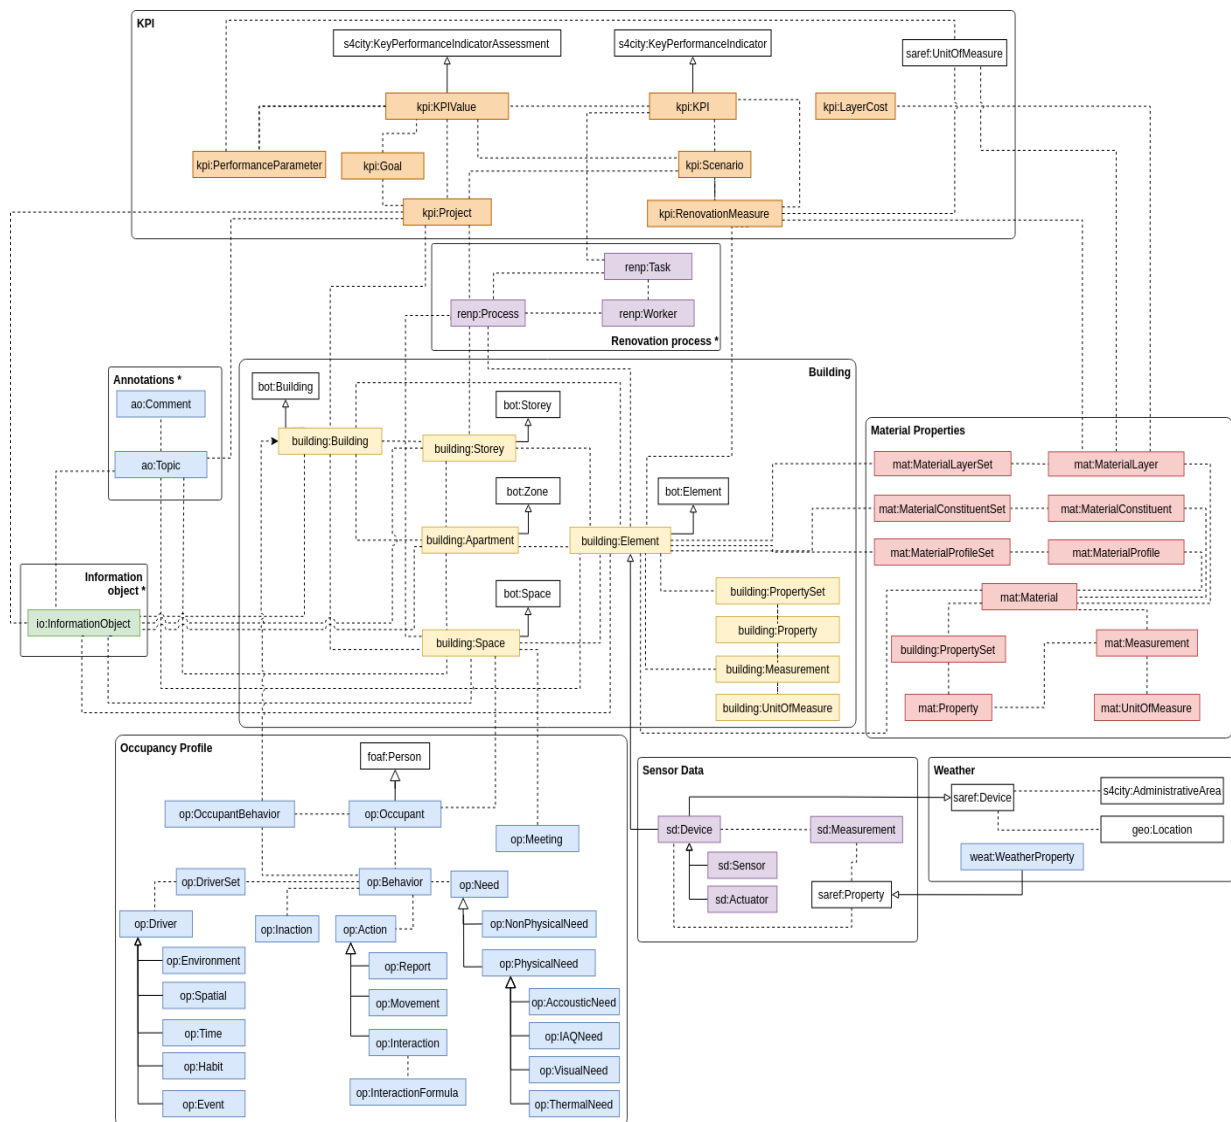 KPI
s4city:KeyPerformanceIndicatorAssessment
s4city:KeyPerformanceIndicator
saref:UnitOfMeasure
kpi:KPIValue
kpi:KPI
kpi:LayerCost
kpi:PerformanceParameter
kpi:Goal
kpi:Scenario
kpi:Project
kpi:RenovationMeasure
renp:Task
renp:Process
renp:Worker
Renovation process *
Annotations *
ao:Comment
ao:Topic
Building
bot:Building
bot:Storey
building:Building
building:Storey
bot:Zone
bot:Element
building:Apartment
building:Element
bot:Space
building:Space
building:PropertySet
building:Property
building:Measurement
building:UnitOfMeasure
Material Properties
mat:MaterialLayerSet
mat:MaterialLayer
mat:MaterialConstituentSet
mat:MaterialConstituent
mat:MaterialProfileSet
mat:MaterialProfile
mat:Material
building:PropertySet
mat:Measurement
mat:Property
mat:UnitOfMeasure
Information
object *
io:InformationObject
Occupancy Profile
foaf:Person
op:OccupantBehavior
op:Occupant
op:Meeting
op:DriverSet
op:Behavior
op:Need
op:Driver
op:Inaction
op:Action
op:NonPhysicalNeed
op:Environment
op:Report
op:PhysicalNeed
op:Spatial
op:Movement
op:AccousticNeed
op:Time
op:Interaction
op:IAQNeed
op:Habit
op:VisualNeed
op:InteractionFormula
op:Event
op:ThermalNeed
Sensor Data
sd:Device
sd:Measurement
sd:Sensor
sd:Actuator
saref:Property
Weather
saref:Device
s4city:AdministrativeArea
geo:Location
weat:WeatherProperty